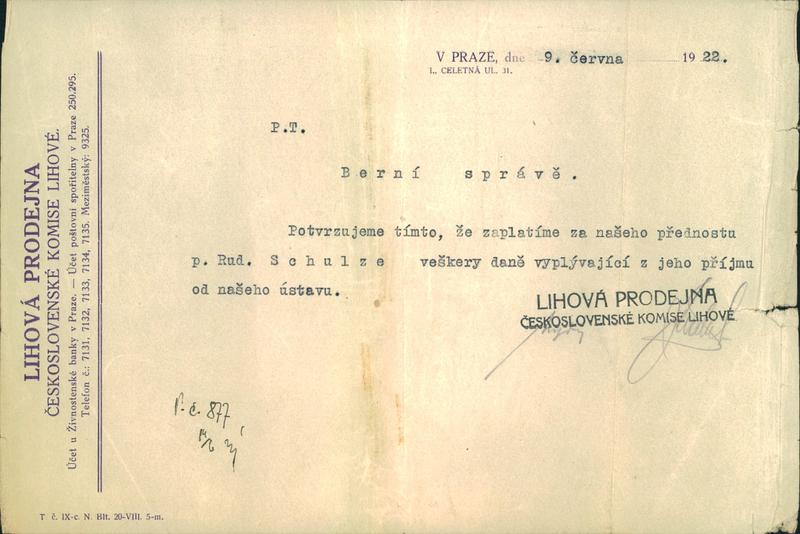 LIHOVÁ PRODEJNA
ČESKOSLOVENSKÉ KOMISE LIHOVÉ.
Účet u Živnostenské banky v Praze. — Účet poštovní spořitelny v Praze 250.295.
Telefon č.: 7131, 7132, 7133, 7134, 7135. Meziměstský: 9325.
V PRAZE, dne 9. června 1922.
I., CELETNÁ UL. 31.
P.T.
Berní správě.
Potvrzujeme tímto, že zaplatíme za našeho přednostu
p. Rud. Schulze veškery daně vyplývající z jeho příjmu
od našeho ústavu.
LIHOVÁ PRODEJNA
ČESKOSLOVENSKÉ KOMISE LIHOVÉ
P. č. 877
T č. IX-c. N. Blt. 20-VIII. 5-m.